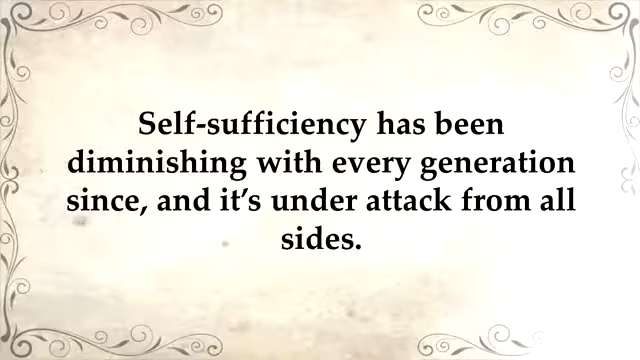 Self-sufficiency has been
diminishing with every generation
since, and it’s under attack from all
sides.